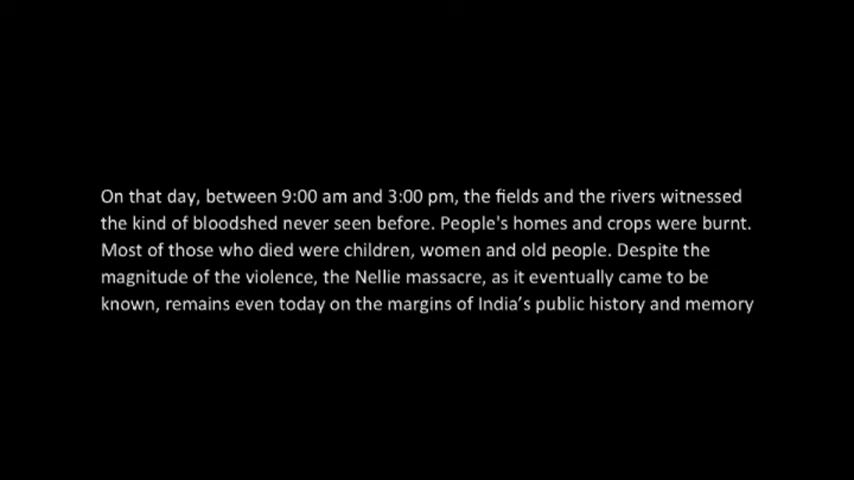 On that day, between 9:00 am and 3:00 pm, the fields and the rivers witnessed
the kind of bloodshed never seen before. People's homes and crops were burnt.
Most of those who died were children, women and old people. Despite the
magnitude of the violence, the Nellie massacre, as it eventually came to be
known, remains even today on the margins of India’s public history and memory